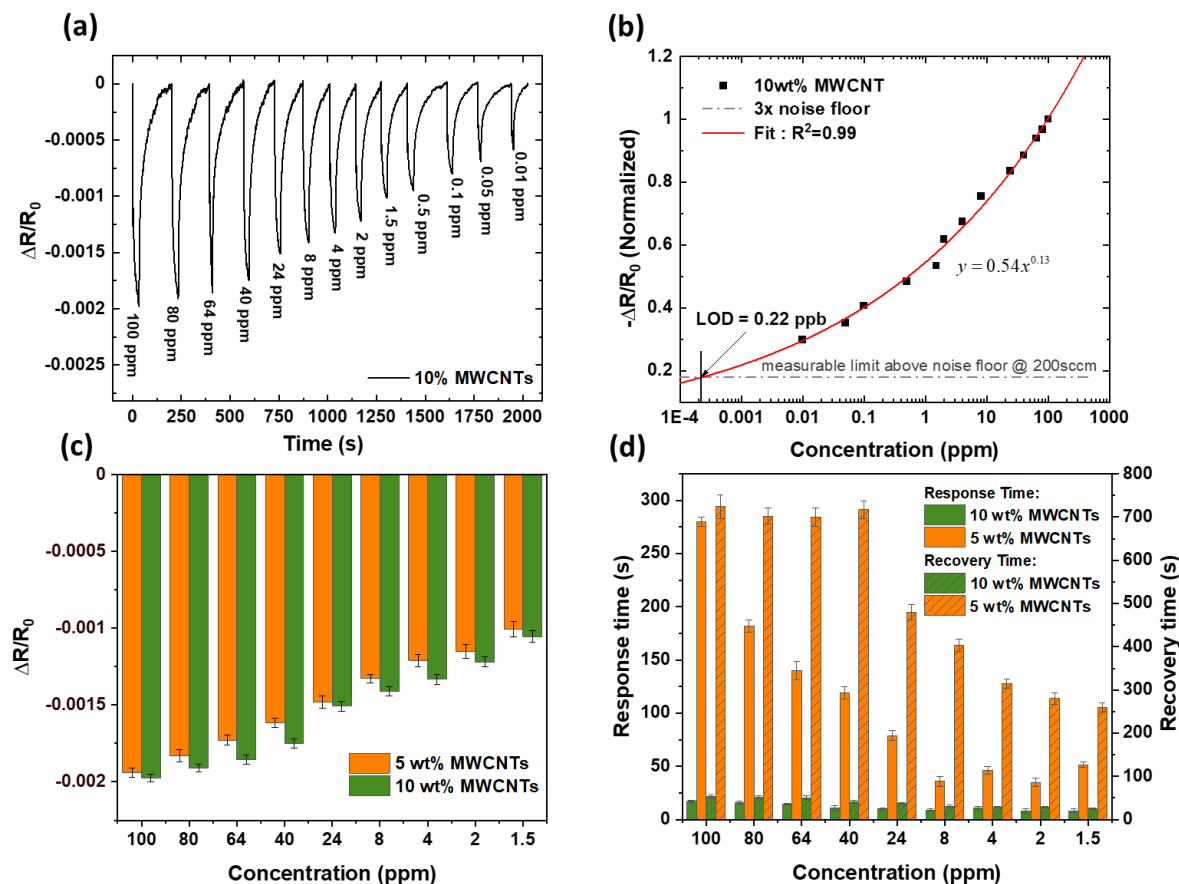 (a)
0
-0.0005
-0.001
-0.0015
-0.002
-0.0025
ΔR/R0
100 ppm
80 ppm
64 ppm
40 ppm
24 ppm
8 ppm
4 ppm
2 ppm
1.5 ppm
0.5 ppm
0.1 ppm
0.05 ppm
0.01 ppm
10% MWCNTs
0 250 500 750 1000 1250 1500 1750 2000
Time (s)
(b)
1.2
1
0.8
0.6
0.4
0.2
-ΔR/R0 (Normalized)
10wt% MWCNT
3x noise floor
Fit : R²=0.99
y = 0.54x^0.13
LOD = 0.22 ppb
measurable limit above noise floor @ 200sccm
1E-4 0.001 0.01 0.1 1 10 100 1000
Concentration (ppm)
(c)
0
-0.0005
-0.001
-0.0015
-0.002
ΔR/R0
5 wt% MWCNTs
10 wt% MWCNTs
100 80 64 40 24 8 4 2 1.5
Concentration (ppm)
(d)
300
250
200
150
100
50
0
Response time (s)
Response Time:
10 wt% MWCNTs
5 wt% MWCNTs
Recovery Time:
10 wt% MWCNTs
5 wt% MWCNTs
800
700
600
500
400
300
200
100
0
Recovery time (s)
100 80 64 40 24 8 4 2 1.5
Concentration (ppm)